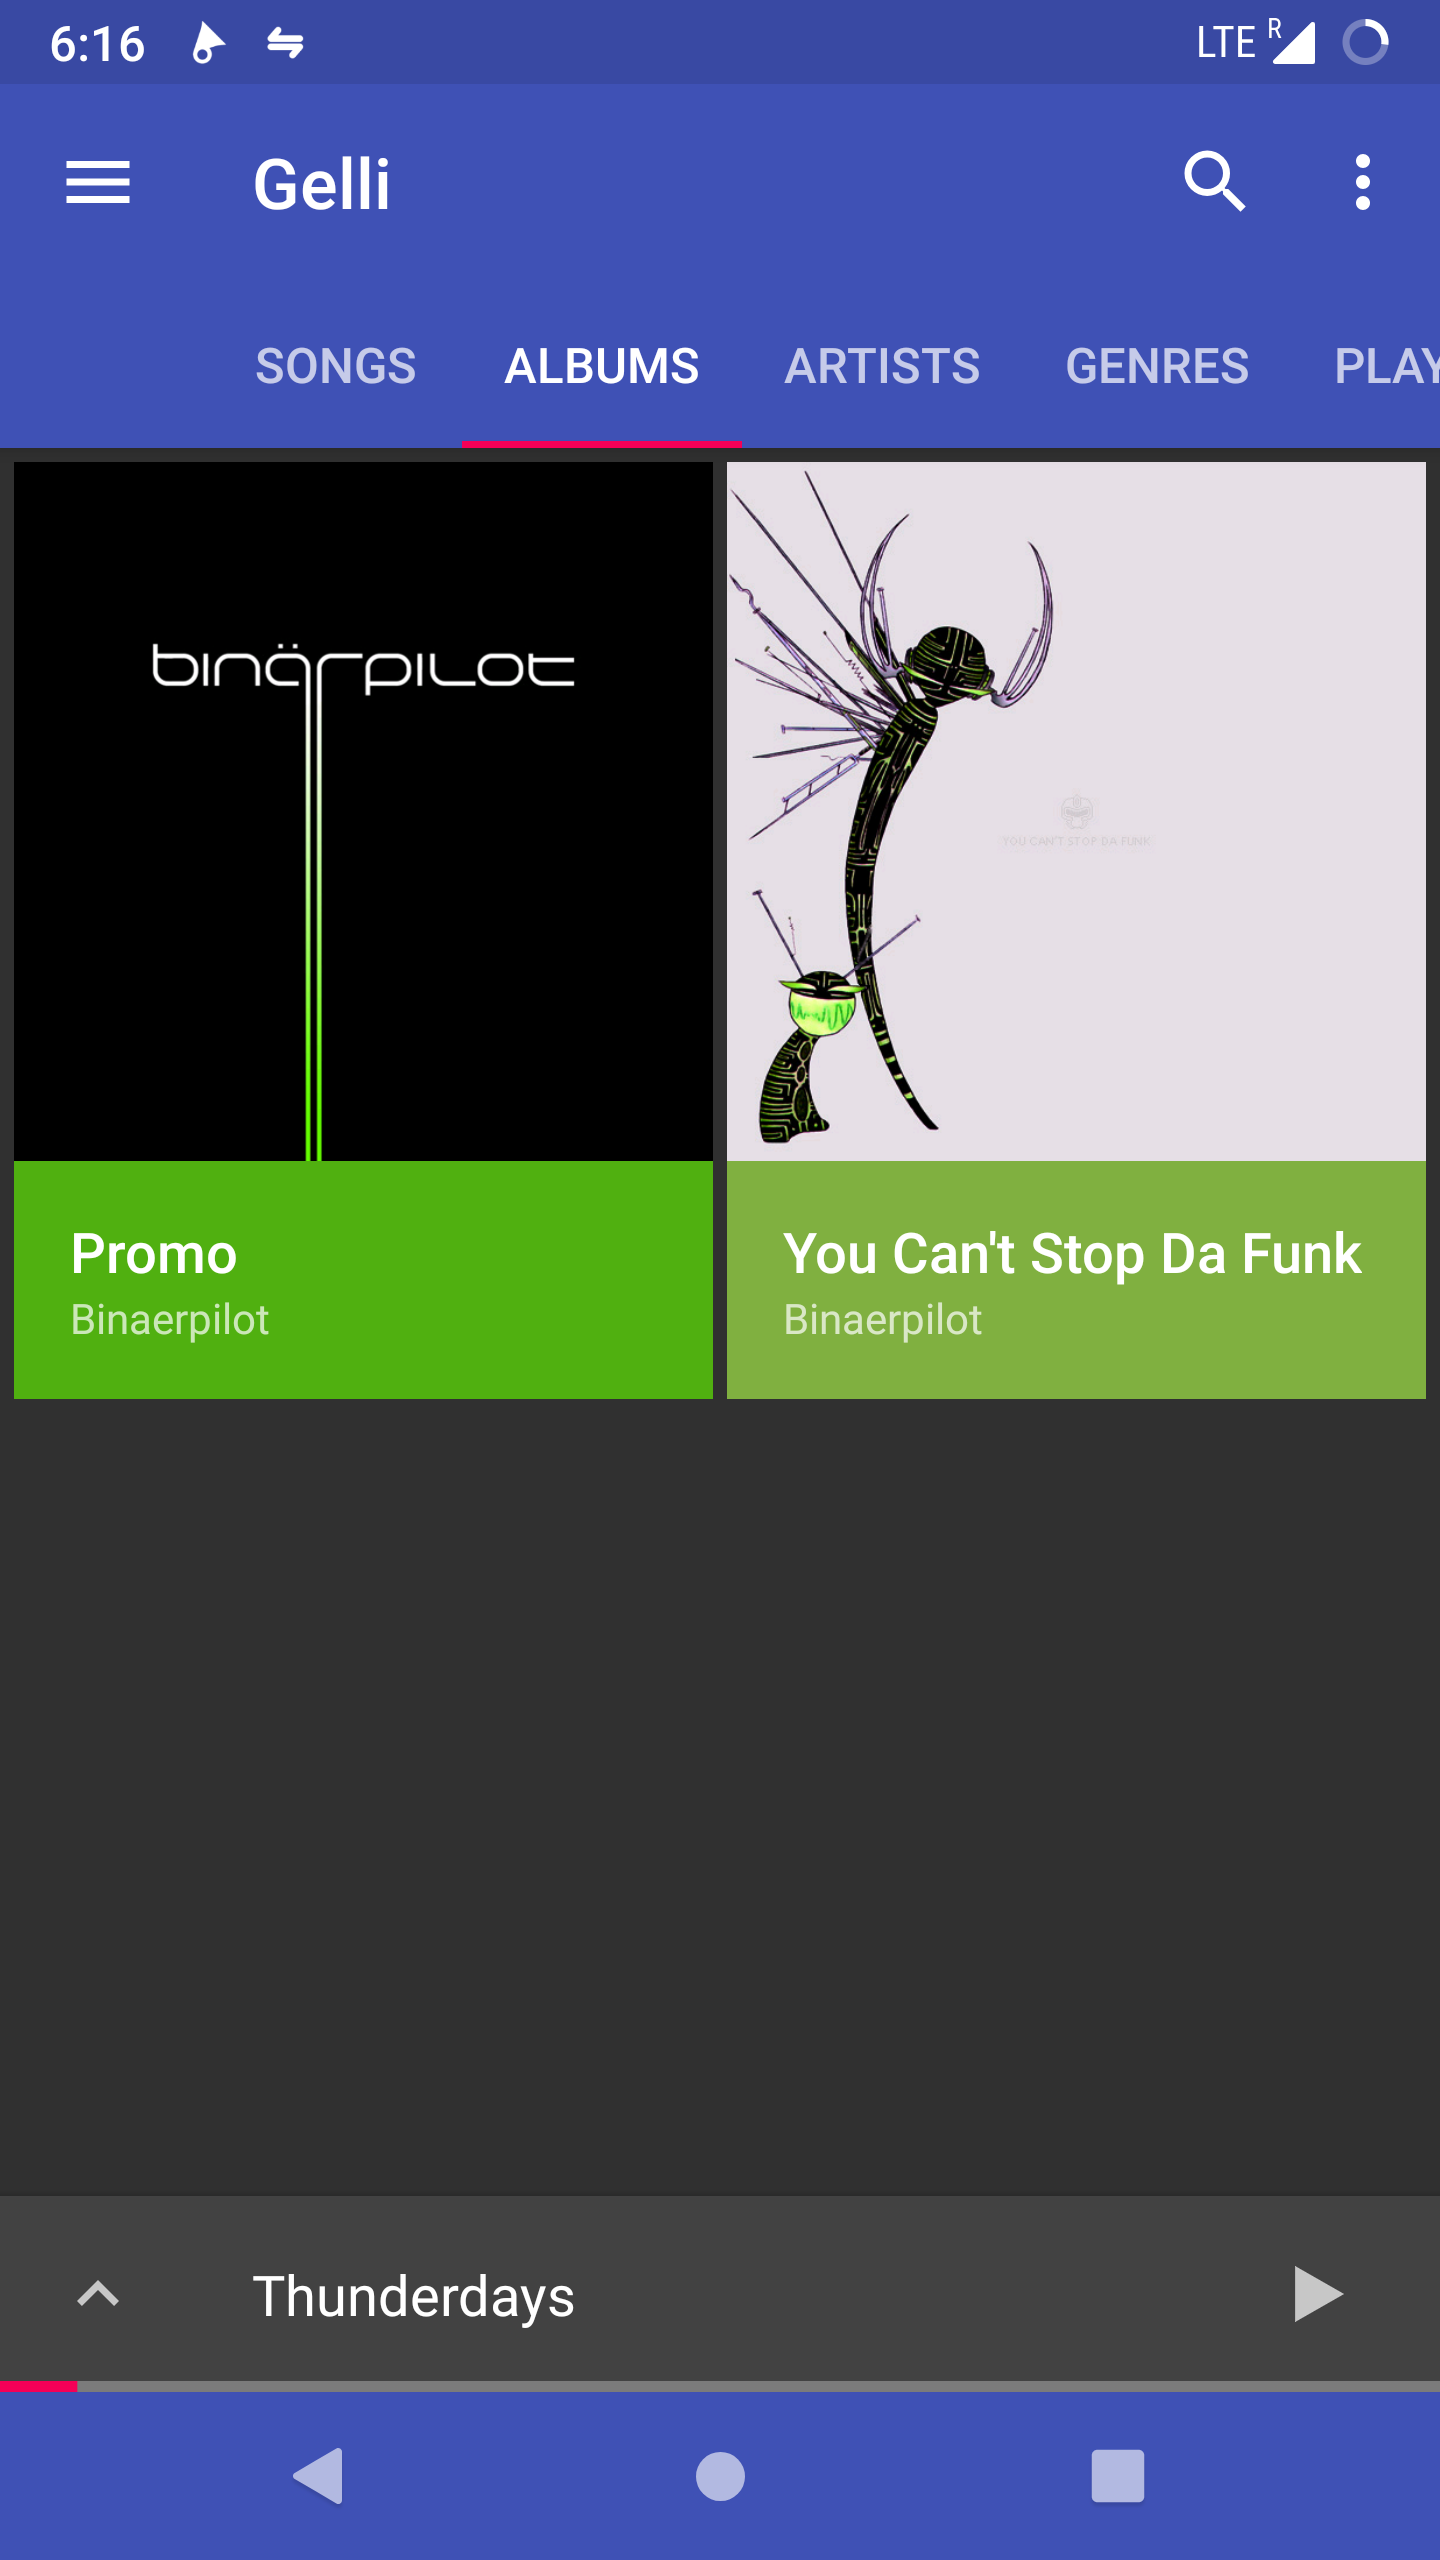 6:16
LTE R
Gelli
SONGS ALBUMS ARTISTS GENRES PLAY
binärpilot
YOU CAN'T STOP DA FUNK
Promo
Binaerpilot
You Can't Stop Da Funk
Binaerpilot
Thunderdays